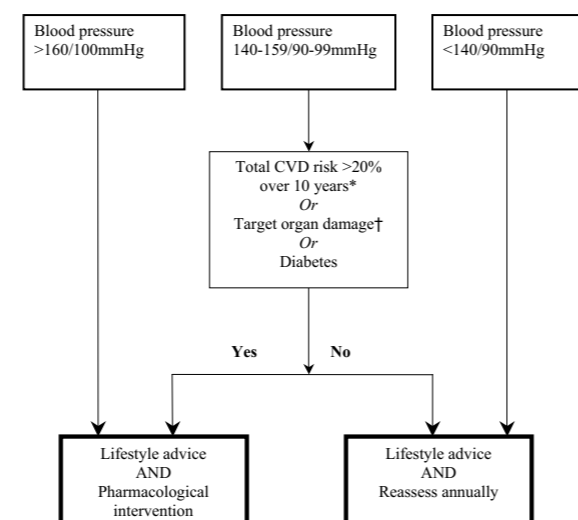 Blood pressure
>160/100mmHg
Blood pressure
140-159/90-99mmHg
Blood pressure
<140/90mmHg
Total CVD risk >20%
over 10 years*
Or
Target organ damage†
Or
Diabetes
Yes
No
Lifestyle advice
AND
Pharmacological
intervention
Lifestyle advice
AND
Reassess annually